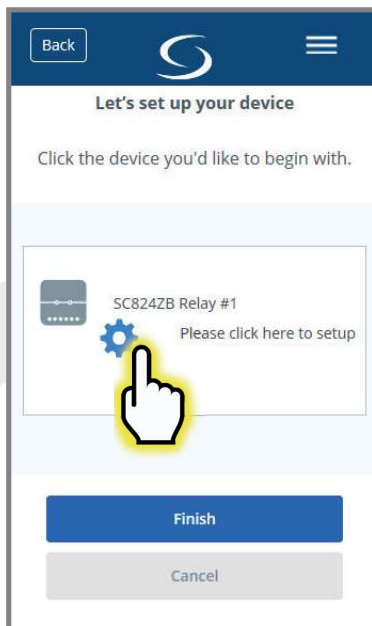 Back
Let's set up your device
Click the device you'd like to begin with.
SC824ZB Relay #1
Please click here to setup
Finish
Cancel